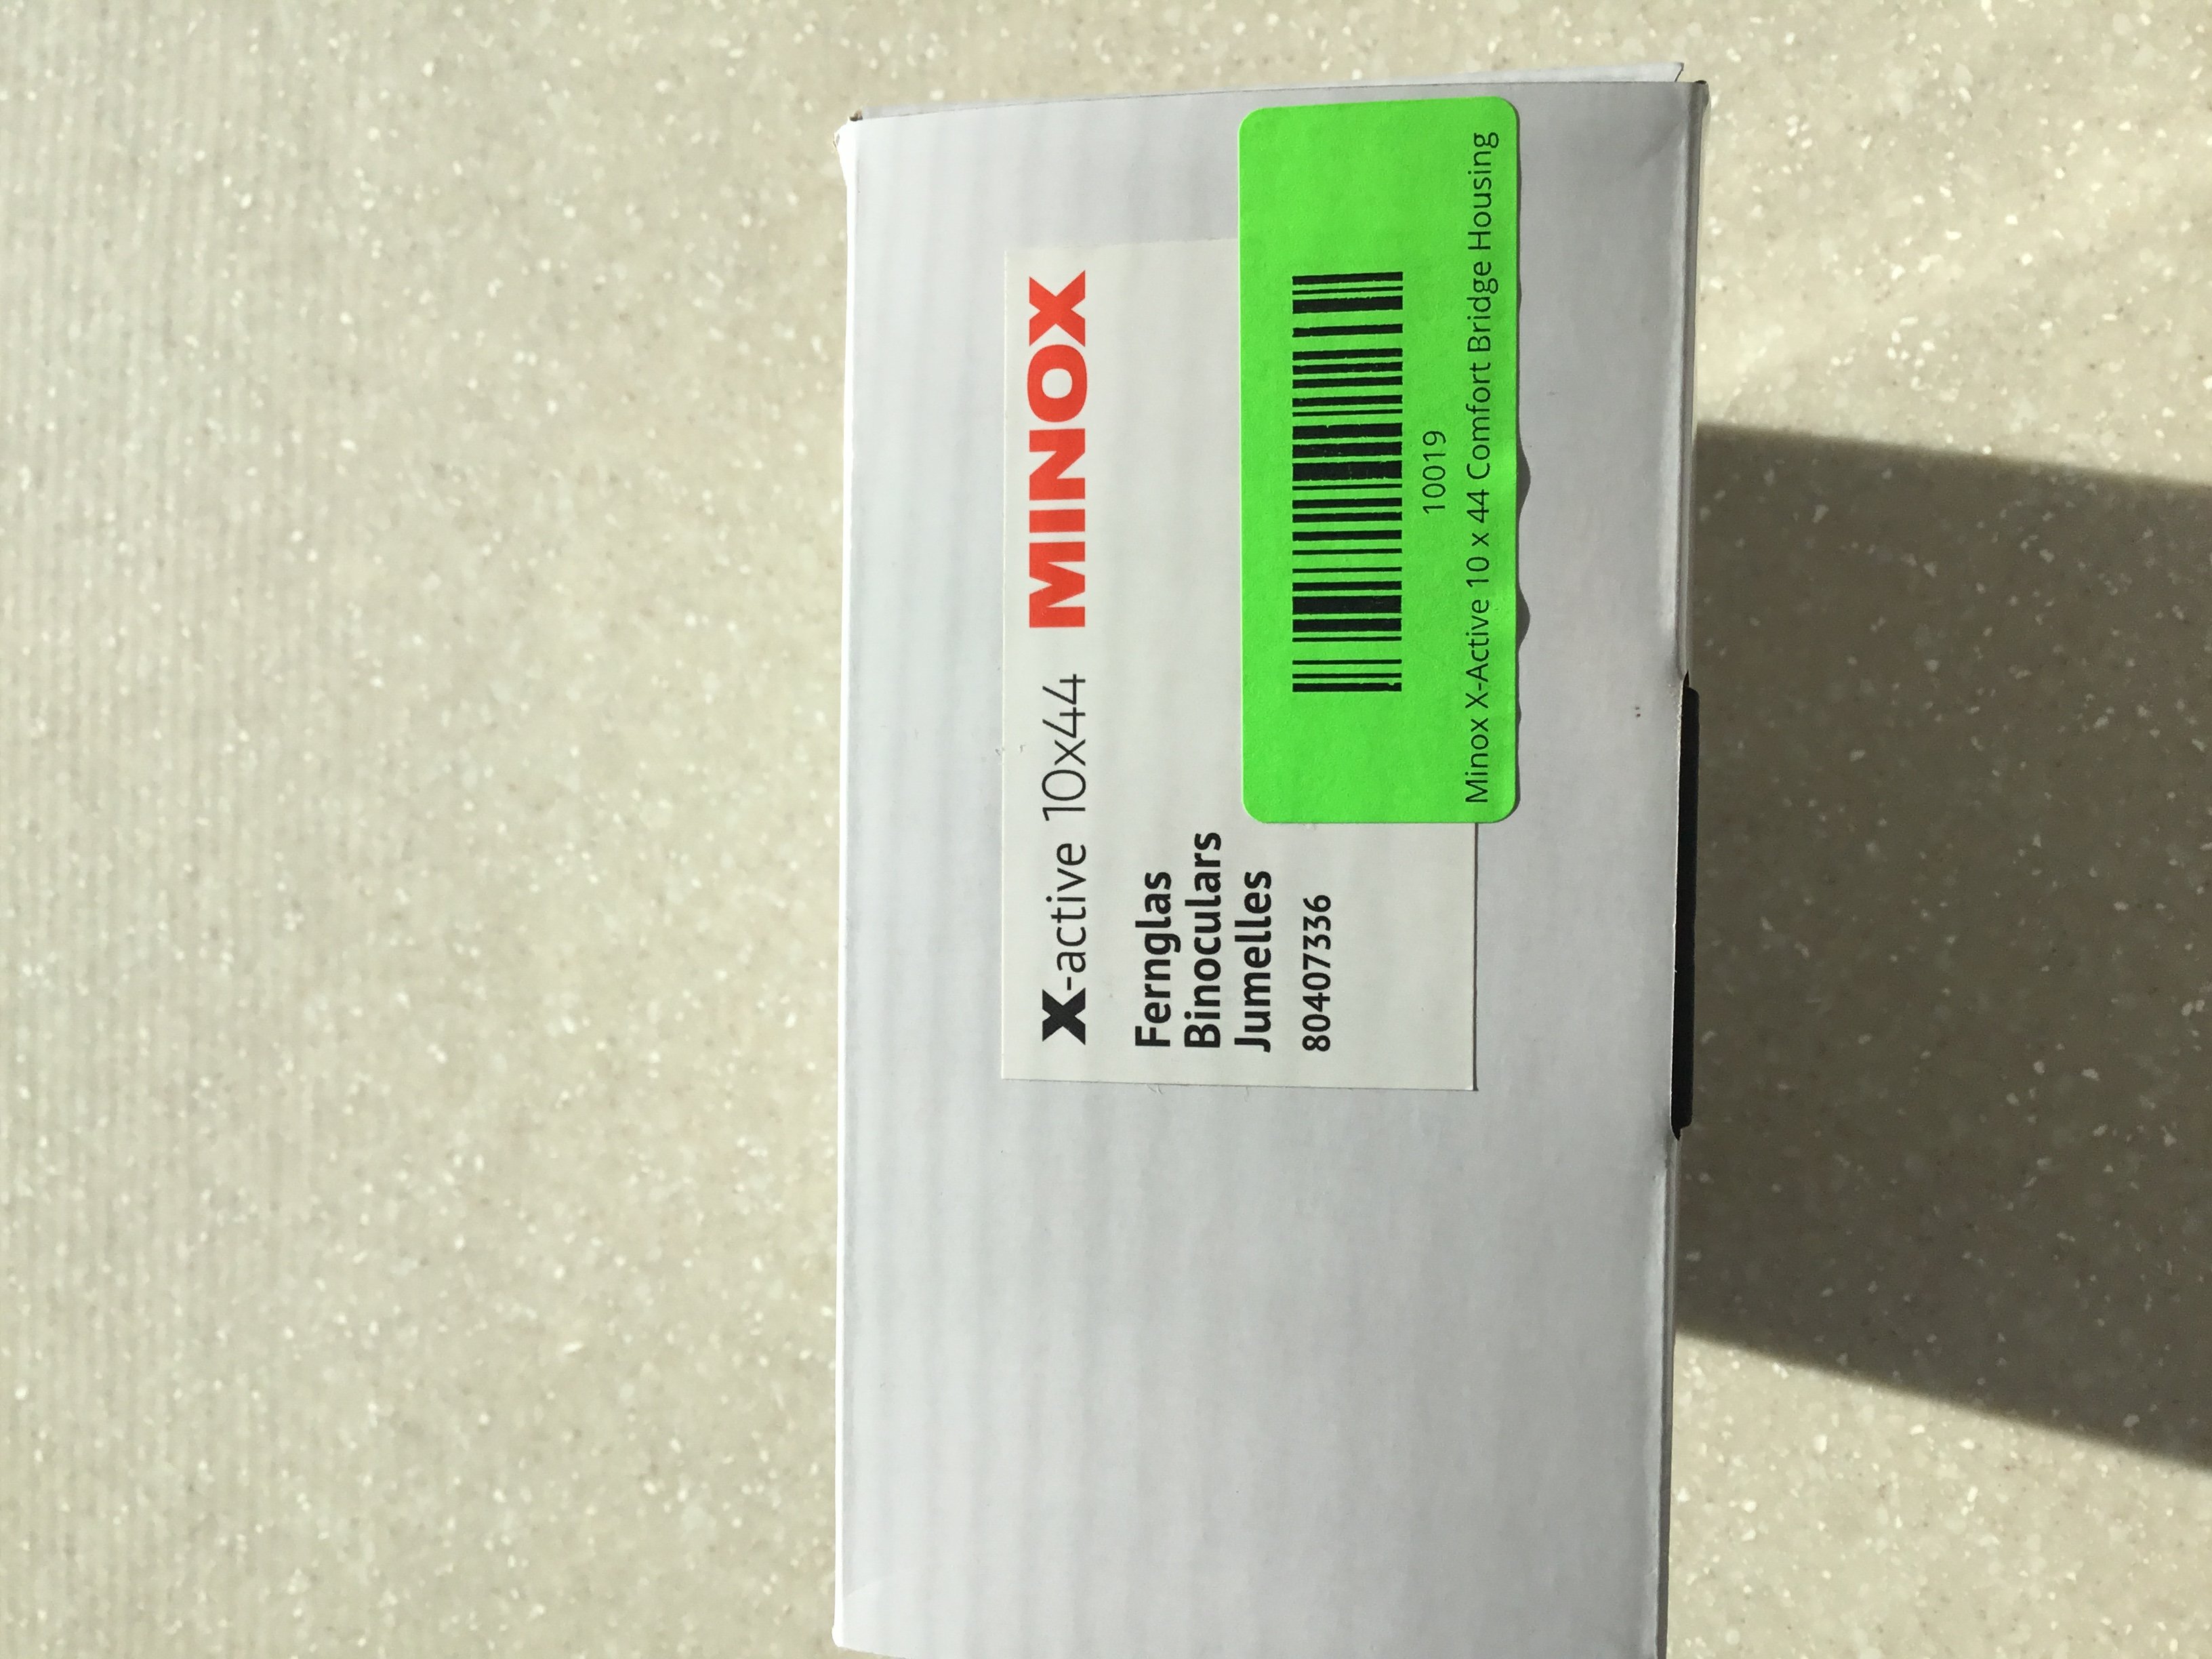 X-active 10x44 MINOX
Fernglas
Binoculars
Jumelles
80407336
10019
Minox X-Active 10 x 44 Comfort Bridge Housing